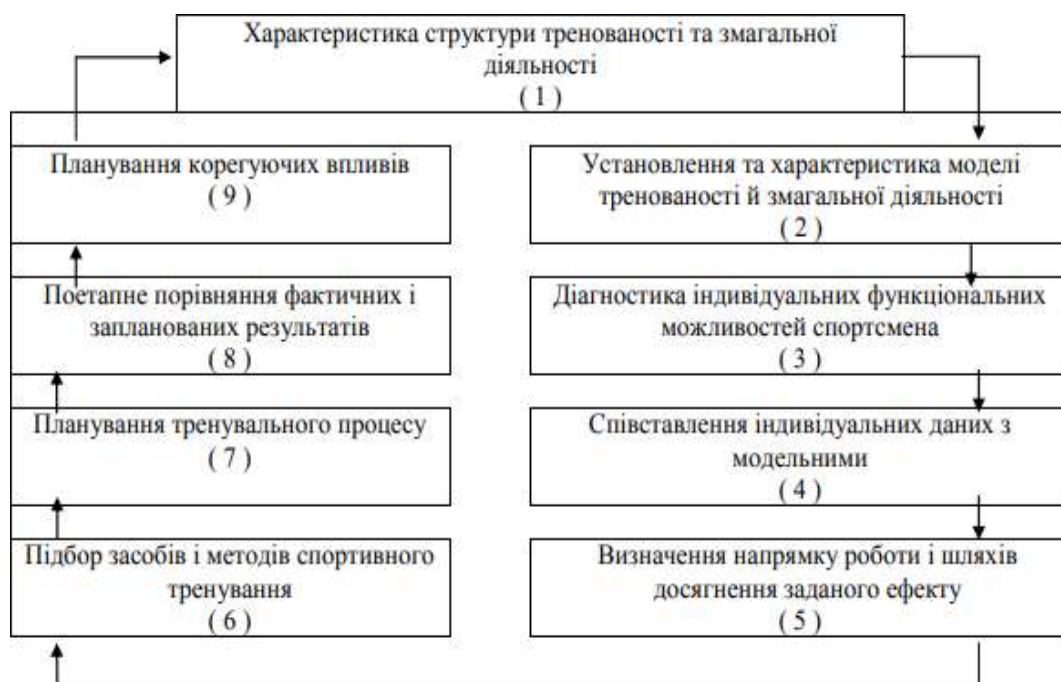 Характеристика структури тренованості та змагальної
діяльності
( 1 )
Установлення та характеристика моделі
тренованості й змагальної діяльності
( 2 )
Діагностика індивідуальних функціональних
можливостей спортсмена
( 3 )
Співставлення індивідуальних даних з
модельними
( 4 )
Визначення напрямку роботи і шляхів
досягнення заданого ефекту
( 5 )
Підбор засобів і методів спортивного
тренування
( 6 )
Планування тренувального процесу
( 7 )
Поетапне порівняння фактичних і
запланованих результатів
( 8 )
Планування корегуючих впливів
( 9 )